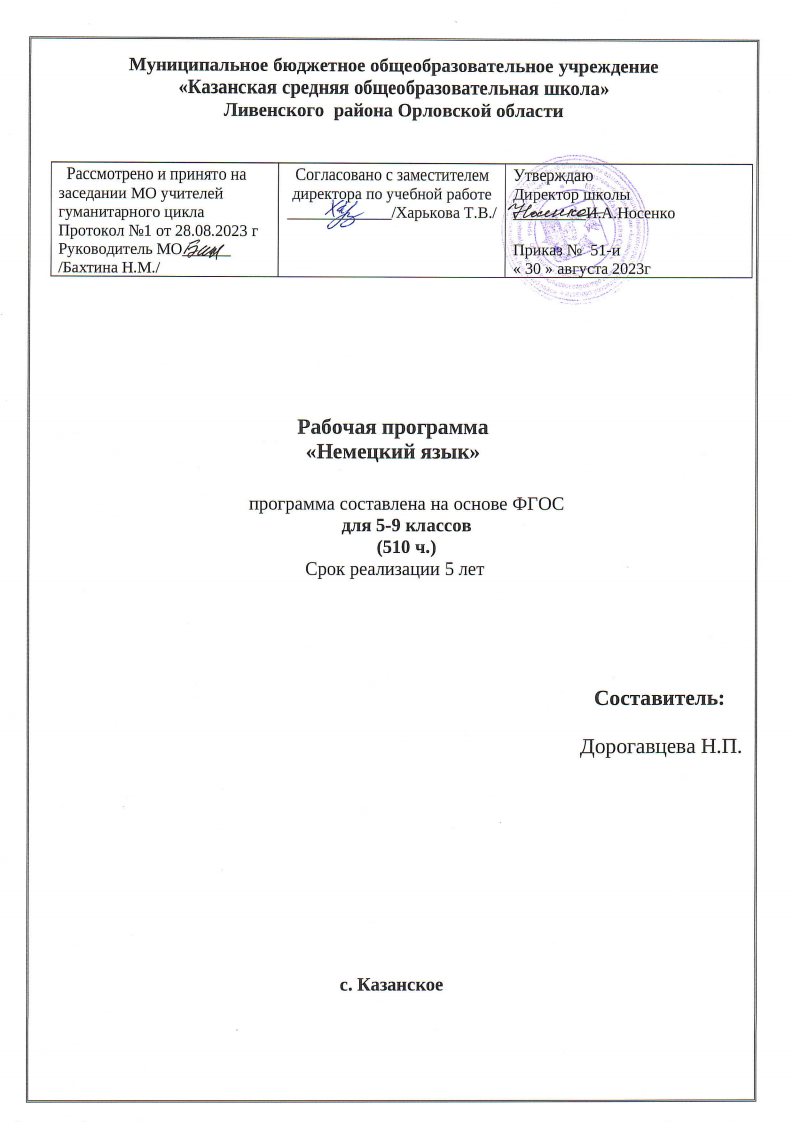 Муниципальное бюджетное общеобразовательное учреждение
«Казанская средняя общеобразовательная школа»
Ливенского района Орловской области
Рассмотрено и принято на
заседании МО учителей
гуманитарного цикла
Протокол №1 от 28.08.2023 г
Руководитель МО
/Бахтина Н.М./
Согласовано с заместителем
директора по учебной работе
/Харькова Т.В./
Утверждаю
Директор школы
И.А.Носенко
Приказ № 51-и
« 30 » августа 2023г
Рабочая программа
«Немецкий язык»
программа составлена на основе ФГОС
для 5-9 классов
(510 ч.)
Срок реализации 5 лет
Составитель:
Дорогавцева Н.П.
с. Казанское